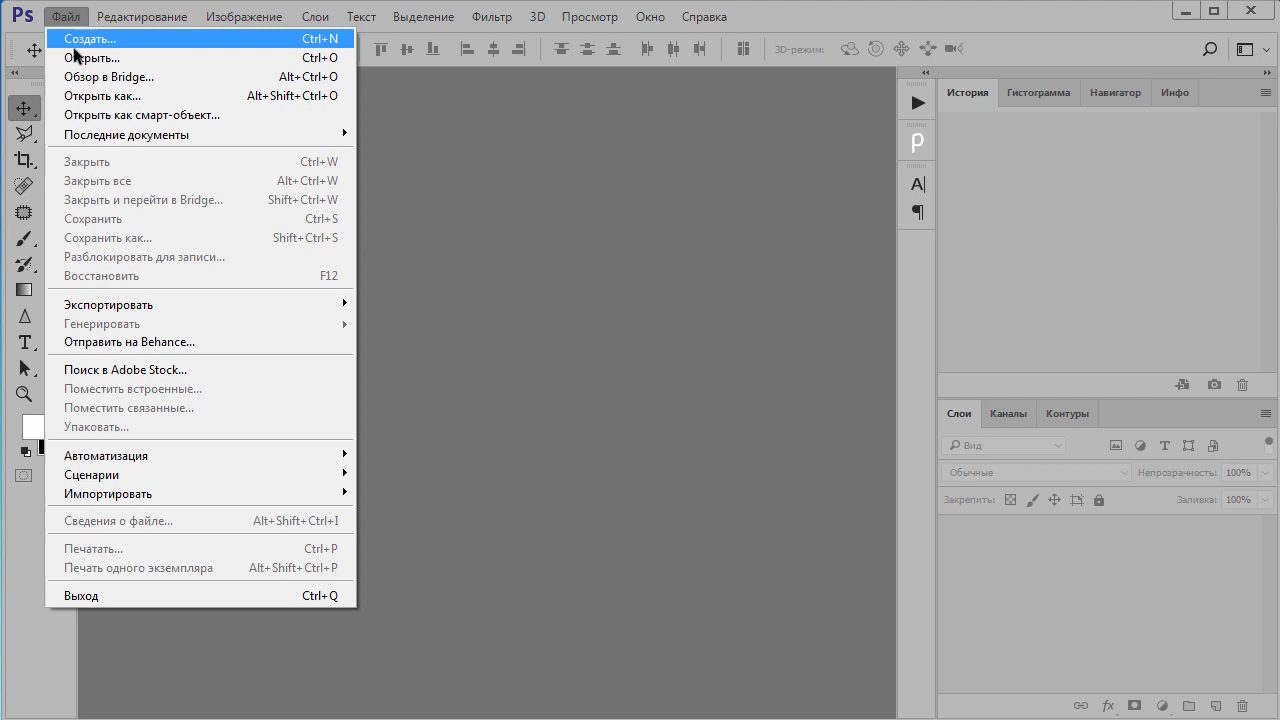 Ps Файл Редактирование Изображение Слои Текст Выделение Фильтр 3D Просмотр Окно Справка
3D-режим:
Создать... Ctrl+N
Открыть... Ctrl+O
Обзор в Bridge... Alt+Ctrl+O
Открыть как... Alt+Shift+Ctrl+O
Открыть как смарт-объект...
Последние документы
Закрыть Ctrl+W
Закрыть все Alt+Ctrl+W
Закрыть и перейти в Bridge... Shift+Ctrl+W
Сохранить Ctrl+S
Сохранить как... Shift+Ctrl+S
Разблокировать для записи...
Восстановить F12
Экспортировать
Генерировать
Отправить на Behance...
Поиск в Adobe Stock...
Поместить встроенные...
Поместить связанные...
Упаковать...
Автоматизация
Сценарии
Импортировать
Сведения о файле... Alt+Shift+Ctrl+I
Печатать... Ctrl+P
Печать одного экземпляра Alt+Shift+Ctrl+P
Выход Ctrl+Q
История Гистограмма Навигатор Инфо
Слои Каналы Контуры
Вид
Обычные Непрозрачность: 100%
Закрепить: Заливка: 100%